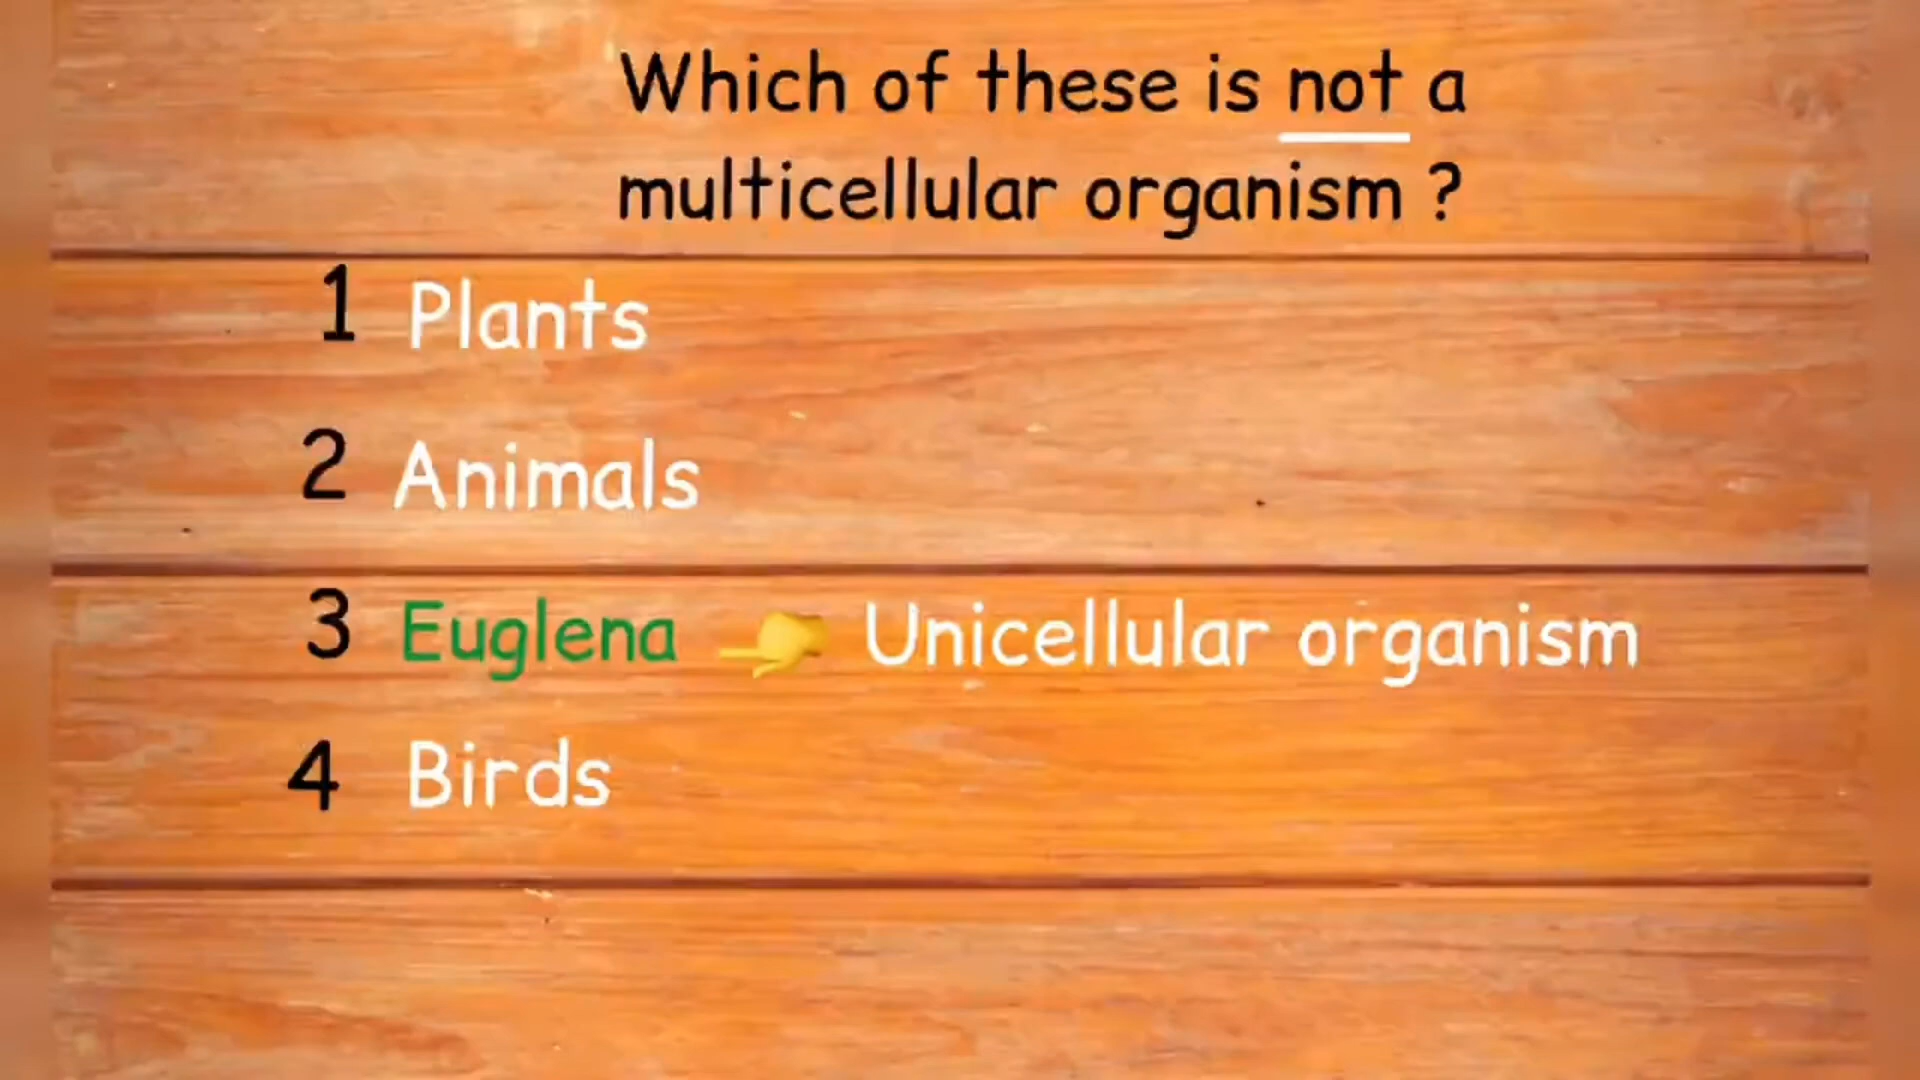 Which of these is not a
multicellular organism ?
1 Plants
2 Animals
3 Euglena 👈 Unicellular organism
4 Birds